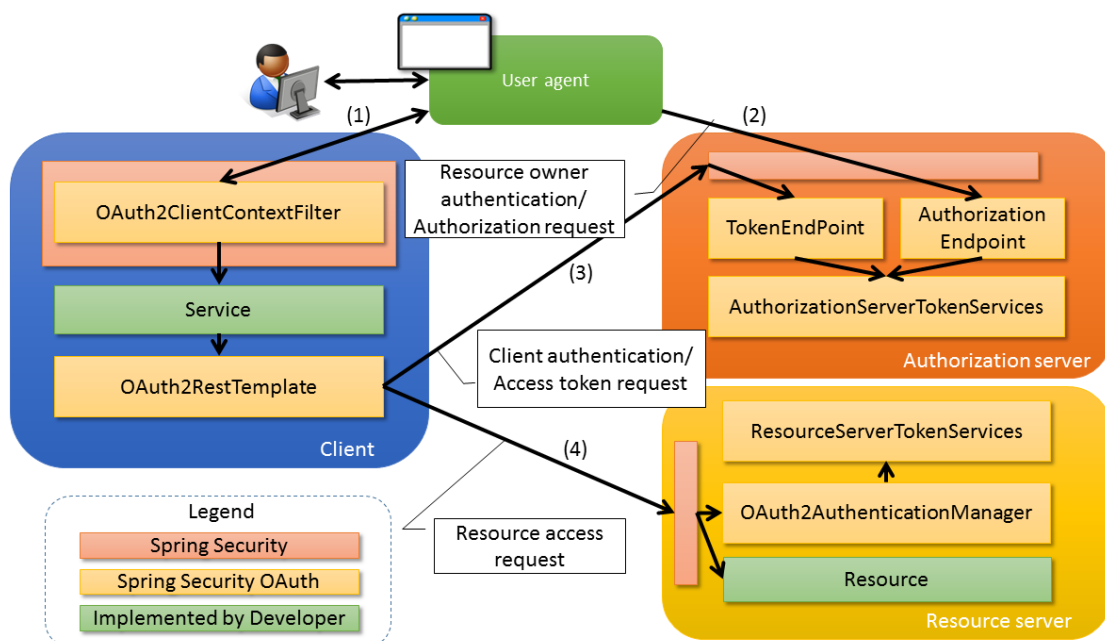 User agent
(1)
(2)
Resource owner
authentication/
Authorization request
OAuth2ClientContextFilter
TokenEndPoint
Authorization
Endpoint
(3)
Service
AuthorizationServerTokenServices
Client authentication/
Access token request
Authorization server
OAuth2RestTemplate
Client
(4)
ResourceServerTokenServices
OAuth2AuthenticationManager
Resource access
request
Resource
Resource server
Legend
Spring Security
Spring Security OAuth
Implemented by Developer